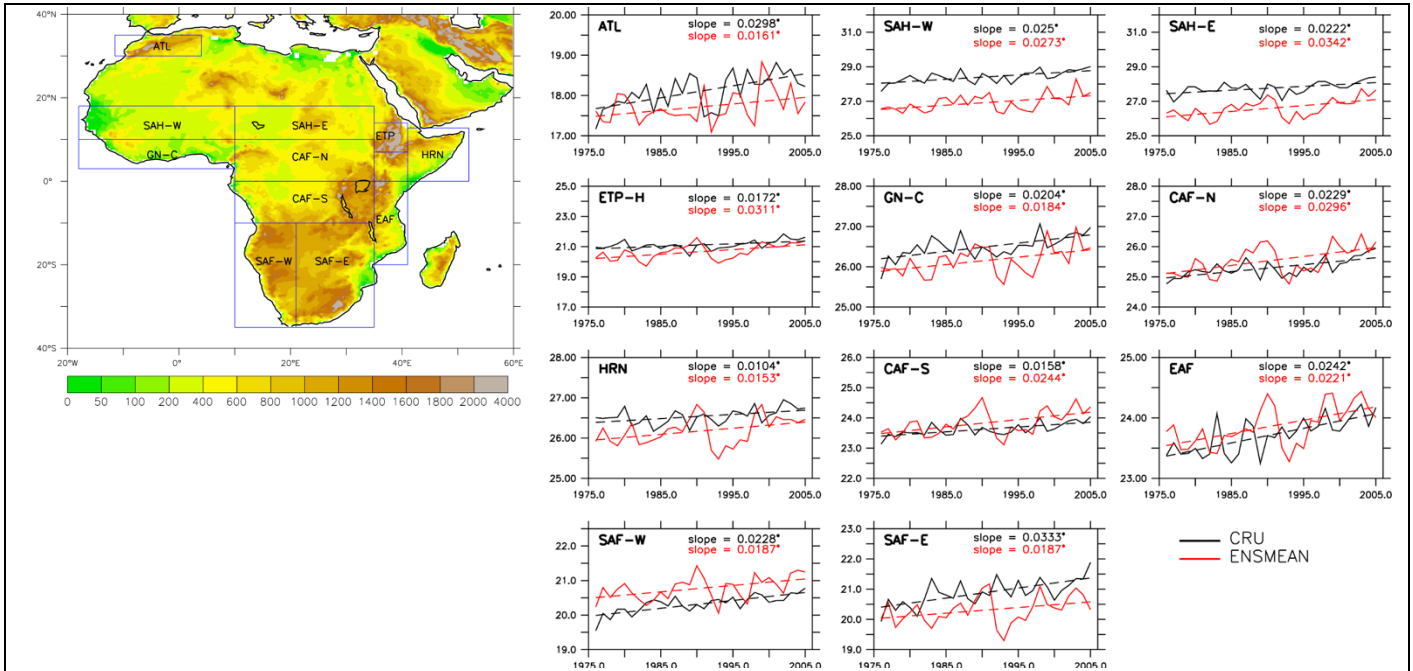 40°N
20°N
0°
20°S
40°S
20°W 0° 20°E 40°E 60°E
ATL
SAH-W SAH-E
ETP
GN-C CAF-N HRN
CAF-S
EAF
SAF-W SAF-E
0 50 100 200 400 600 800 1000 1200 1400 1600 1800 2000 4000
ATL
slope = 0.0298*
slope = 0.0161*
20.00
19.00
18.00
17.00
1975.0 1985.0 1995.0 2005.0
SAH-W
slope = 0.025*
slope = 0.0273*
31.0
29.0
27.0
25.0
1975.0 1985.0 1995.0 2005.0
SAH-E
slope = 0.0222*
slope = 0.0342*
31.0
29.0
27.0
25.0
1975.0 1985.0 1995.0 2005.0
ETP-H
slope = 0.0172*
slope = 0.0311*
25.0
23.0
21.0
19.0
17.0
1975.0 1985.0 1995.0 2005.0
GN-C
slope = 0.0204*
slope = 0.0184*
28.00
27.00
26.00
25.00
1975.0 1985.0 1995.0 2005.0
CAF-N
slope = 0.0229*
slope = 0.0296*
28.0
27.0
26.0
25.0
24.0
1975.0 1985.0 1995.0 2005.0
HRN
slope = 0.0104*
slope = 0.0153*
28.00
27.00
26.00
25.00
1975.0 1985.0 1995.0 2005.0
CAF-S
slope = 0.0158*
slope = 0.0244*
26.0
25.0
24.0
23.0
22.0
1975.0 1985.0 1995.0 2005.0
EAF
slope = 0.0242*
slope = 0.0221*
25.00
24.00
23.00
1975.0 1985.0 1995.0 2005.0
SAF-W
slope = 0.0228*
slope = 0.0187*
22.0
21.0
20.0
19.0
1975.0 1985.0 1995.0 2005.0
SAF-E
slope = 0.0333*
slope = 0.0187*
23.0
22.0
21.0
20.0
19.0
1975.0 1985.0 1995.0 2005.0
CRU
ENSMEAN